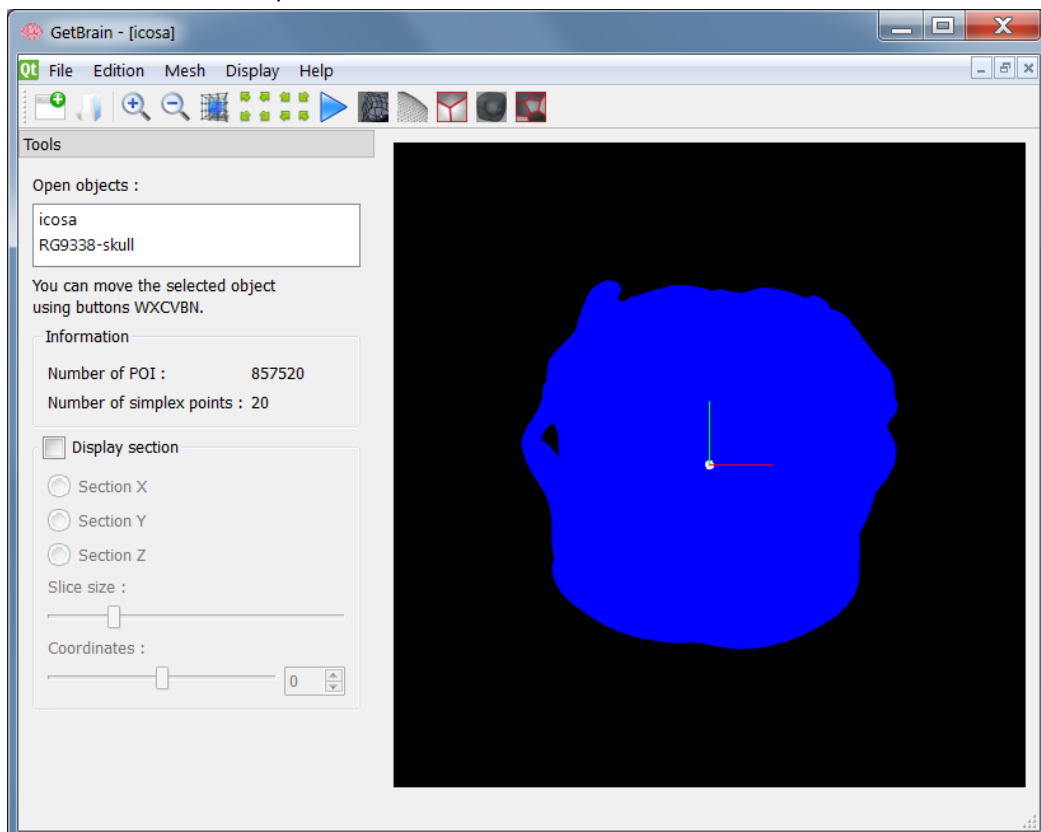 GetBrain - [icosa]
Qt File Edition Mesh Display Help
Tools
Open objects :
icosa
RG9338-skull
You can move the selected object
using buttons WXCVBN.
Information
Number of POI : 857520
Number of simplex points : 20
Display section
Section X
Section Y
Section Z
Slice size :
Coordinates :
0